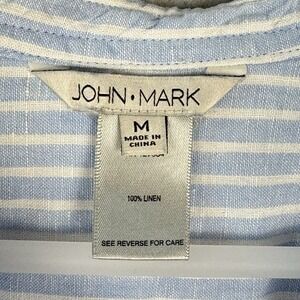 JOHN • MARK
M
MADE IN
CHINA
100% LINEN
SEE REVERSE FOR CARE